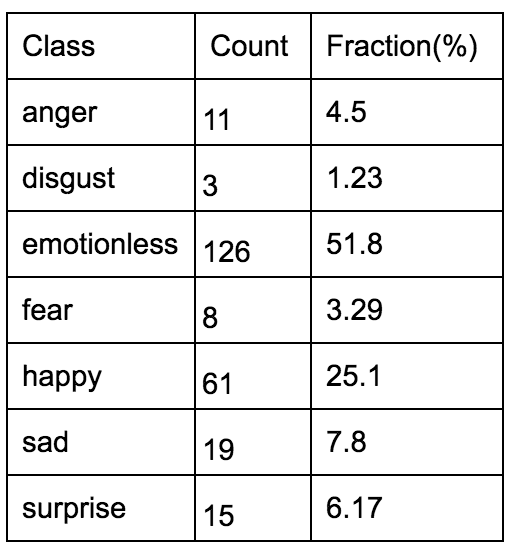 Class Count Fraction(%)
anger 11 4.5
disgust 3 1.23
emotionless 126 51.8
fear 8 3.29
happy 61 25.1
sad 19 7.8
surprise 15 6.17